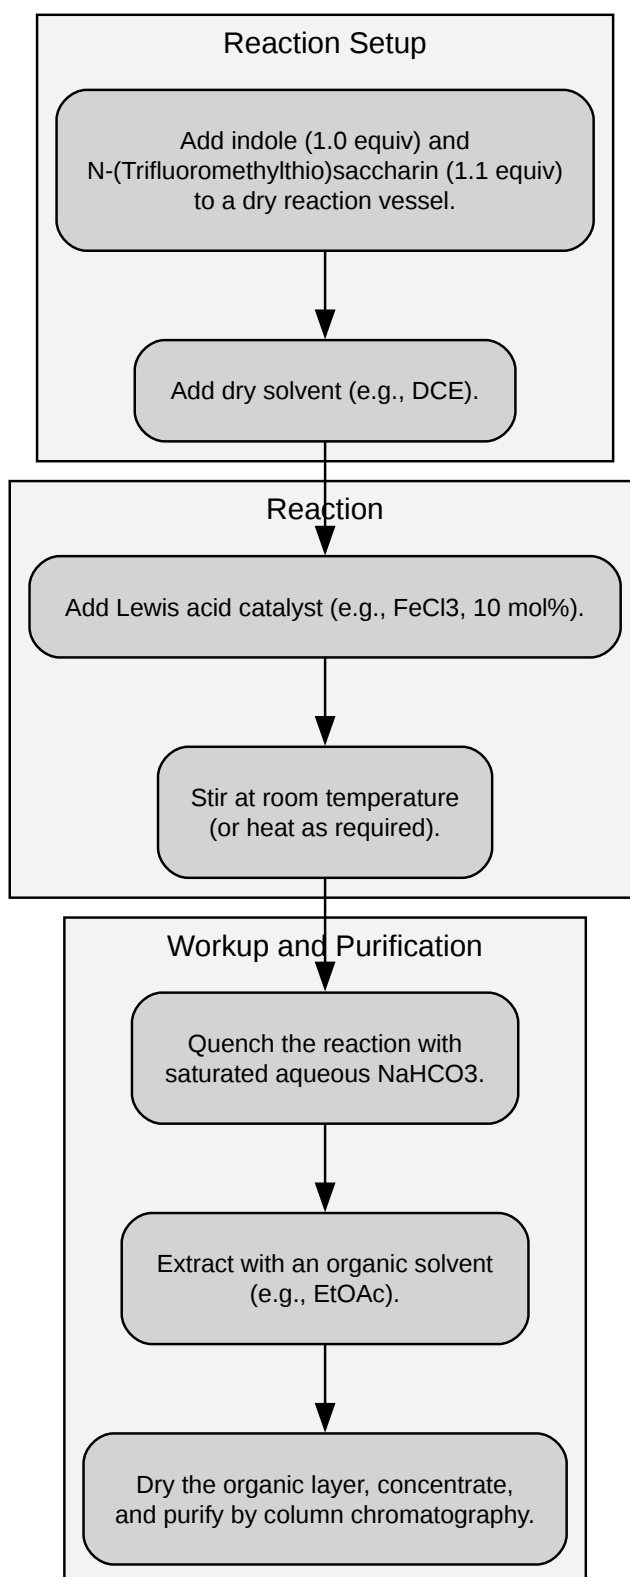 Reaction Setup
Add indole (1.0 equiv) and
N-(Trifluoromethylthio)saccharin (1.1 equiv)
to a dry reaction vessel.
Add dry solvent (e.g., DCE).
Reaction
Add Lewis acid catalyst (e.g., FeCl3, 10 mol%).
Stir at room temperature
(or heat as required).
Workup and Purification
Quench the reaction with
saturated aqueous NaHCO3.
Extract with an organic solvent
(e.g., EtOAc).
Dry the organic layer, concentrate,
and purify by column chromatography.